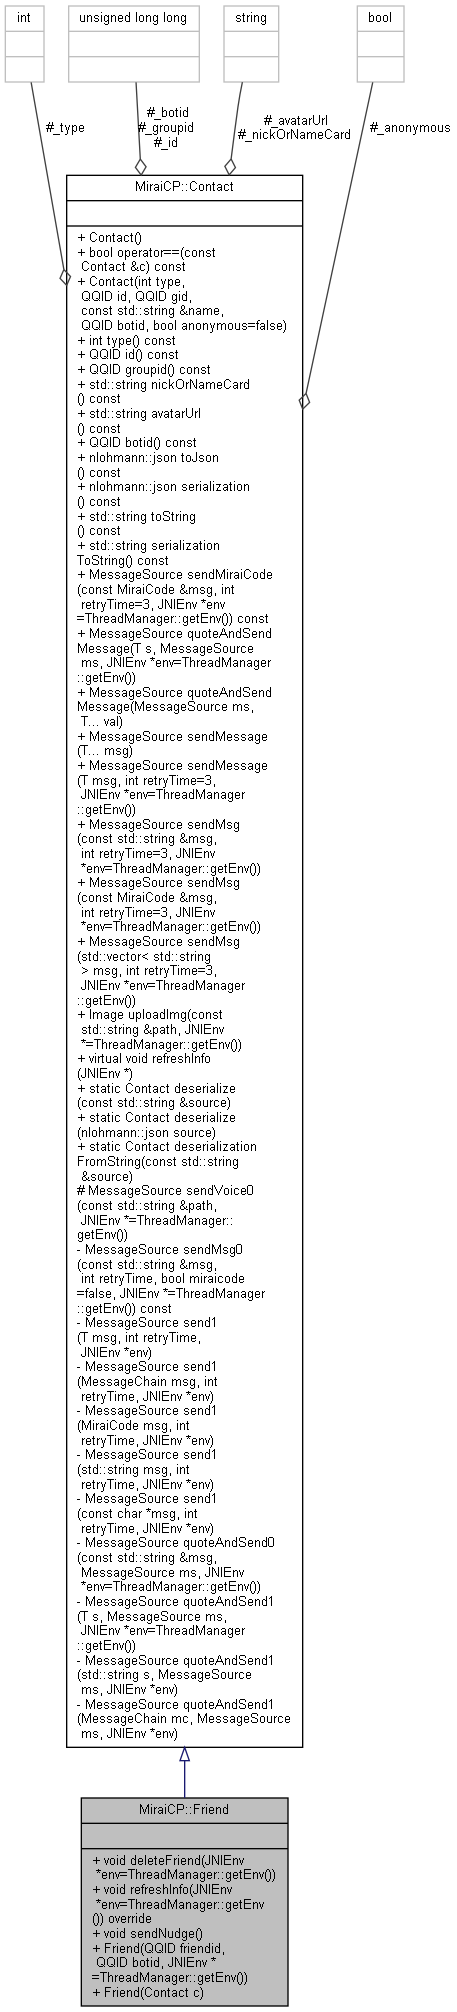 int
unsigned long long
string
bool
#_type
#_botid
#_groupid
#_id
#_avatarUrl
#_nickOrNameCard
#_anonymous
MiraiCP::Contact
+ Contact()
+ bool operator==(const
Contact &c) const
+ Contact(int type,
QQID id, QQID gid,
const std::string &name,
QQID botid, bool anonymous=false)
+ int type() const
+ QQID id() const
+ QQID groupid() const
+ std::string nickOrNameCard
() const
+ std::string avatarUrl
() const
+ QQID botid() const
+ nlohmann::json toJson
() const
+ nlohmann::json serialization
() const
+ std::string toString
() const
+ std::string serialization
ToString() const
+ MessageSource sendMiraiCode
(const MiraiCode &msg, int
retryTime=3, JNIEnv *env
=ThreadManager::getEnv()) const
+ MessageSource quoteAndSend
Message(T s, MessageSource
ms, JNIEnv *env=ThreadManager
::getEnv())
+ MessageSource quoteAndSend
Message(MessageSource ms,
T... val)
+ MessageSource sendMessage
(T... msg)
+ MessageSource sendMessage
(T msg, int retryTime=3,
JNIEnv *env=ThreadManager
::getEnv())
+ MessageSource sendMsg
(const std::string &msg,
int retryTime=3, JNIEnv
*env=ThreadManager::getEnv())
+ MessageSource sendMsg
(const MiraiCode &msg,
int retryTime=3, JNIEnv
*env=ThreadManager::getEnv())
+ MessageSource sendMsg
(std::vector< std::string
> msg, int retryTime=3,
JNIEnv *env=ThreadManager
::getEnv())
+ Image uploadImg(const
std::string &path, JNIEnv
*=ThreadManager::getEnv())
+ virtual void refreshInfo
(JNIEnv *)
+ static Contact deserialize
(const std::string &source)
+ static Contact deserialize
(nlohmann::json source)
+ static Contact deserialization
FromString(const std::string
&source)
# MessageSource sendVoice0
(const std::string &path,
JNIEnv *=ThreadManager::
getEnv())
- MessageSource sendMsg0
(const std::string &msg,
int retryTime, bool miraicode
=false, JNIEnv *=ThreadManager
::getEnv()) const
- MessageSource send1
(T msg, int retryTime,
JNIEnv *env)
- MessageSource send1
(MessageChain msg, int
retryTime, JNIEnv *env)
- MessageSource send1
(MiraiCode msg, int
retryTime, JNIEnv *env)
- MessageSource send1
(std::string msg, int
retryTime, JNIEnv *env)
- MessageSource send1
(const char *msg, int
retryTime, JNIEnv *env)
- MessageSource quoteAndSend0
(const std::string &msg,
MessageSource ms, JNIEnv
*env=ThreadManager::getEnv())
- MessageSource quoteAndSend1
(T s, MessageSource ms,
JNIEnv *env=ThreadManager
::getEnv())
- MessageSource quoteAndSend1
(std::string s, MessageSource
ms, JNIEnv *env)
- MessageSource quoteAndSend1
(MessageChain mc, MessageSource
ms, JNIEnv *env)
MiraiCP::Friend
+ void deleteFriend(JNIEnv
*env=ThreadManager::getEnv())
+ void refreshInfo(JNIEnv
*env=ThreadManager::getEnv
()) override
+ void sendNudge()
+ Friend(QQID friendid,
QQID botid, JNIEnv *
=ThreadManager::getEnv())
+ Friend(Contact c)